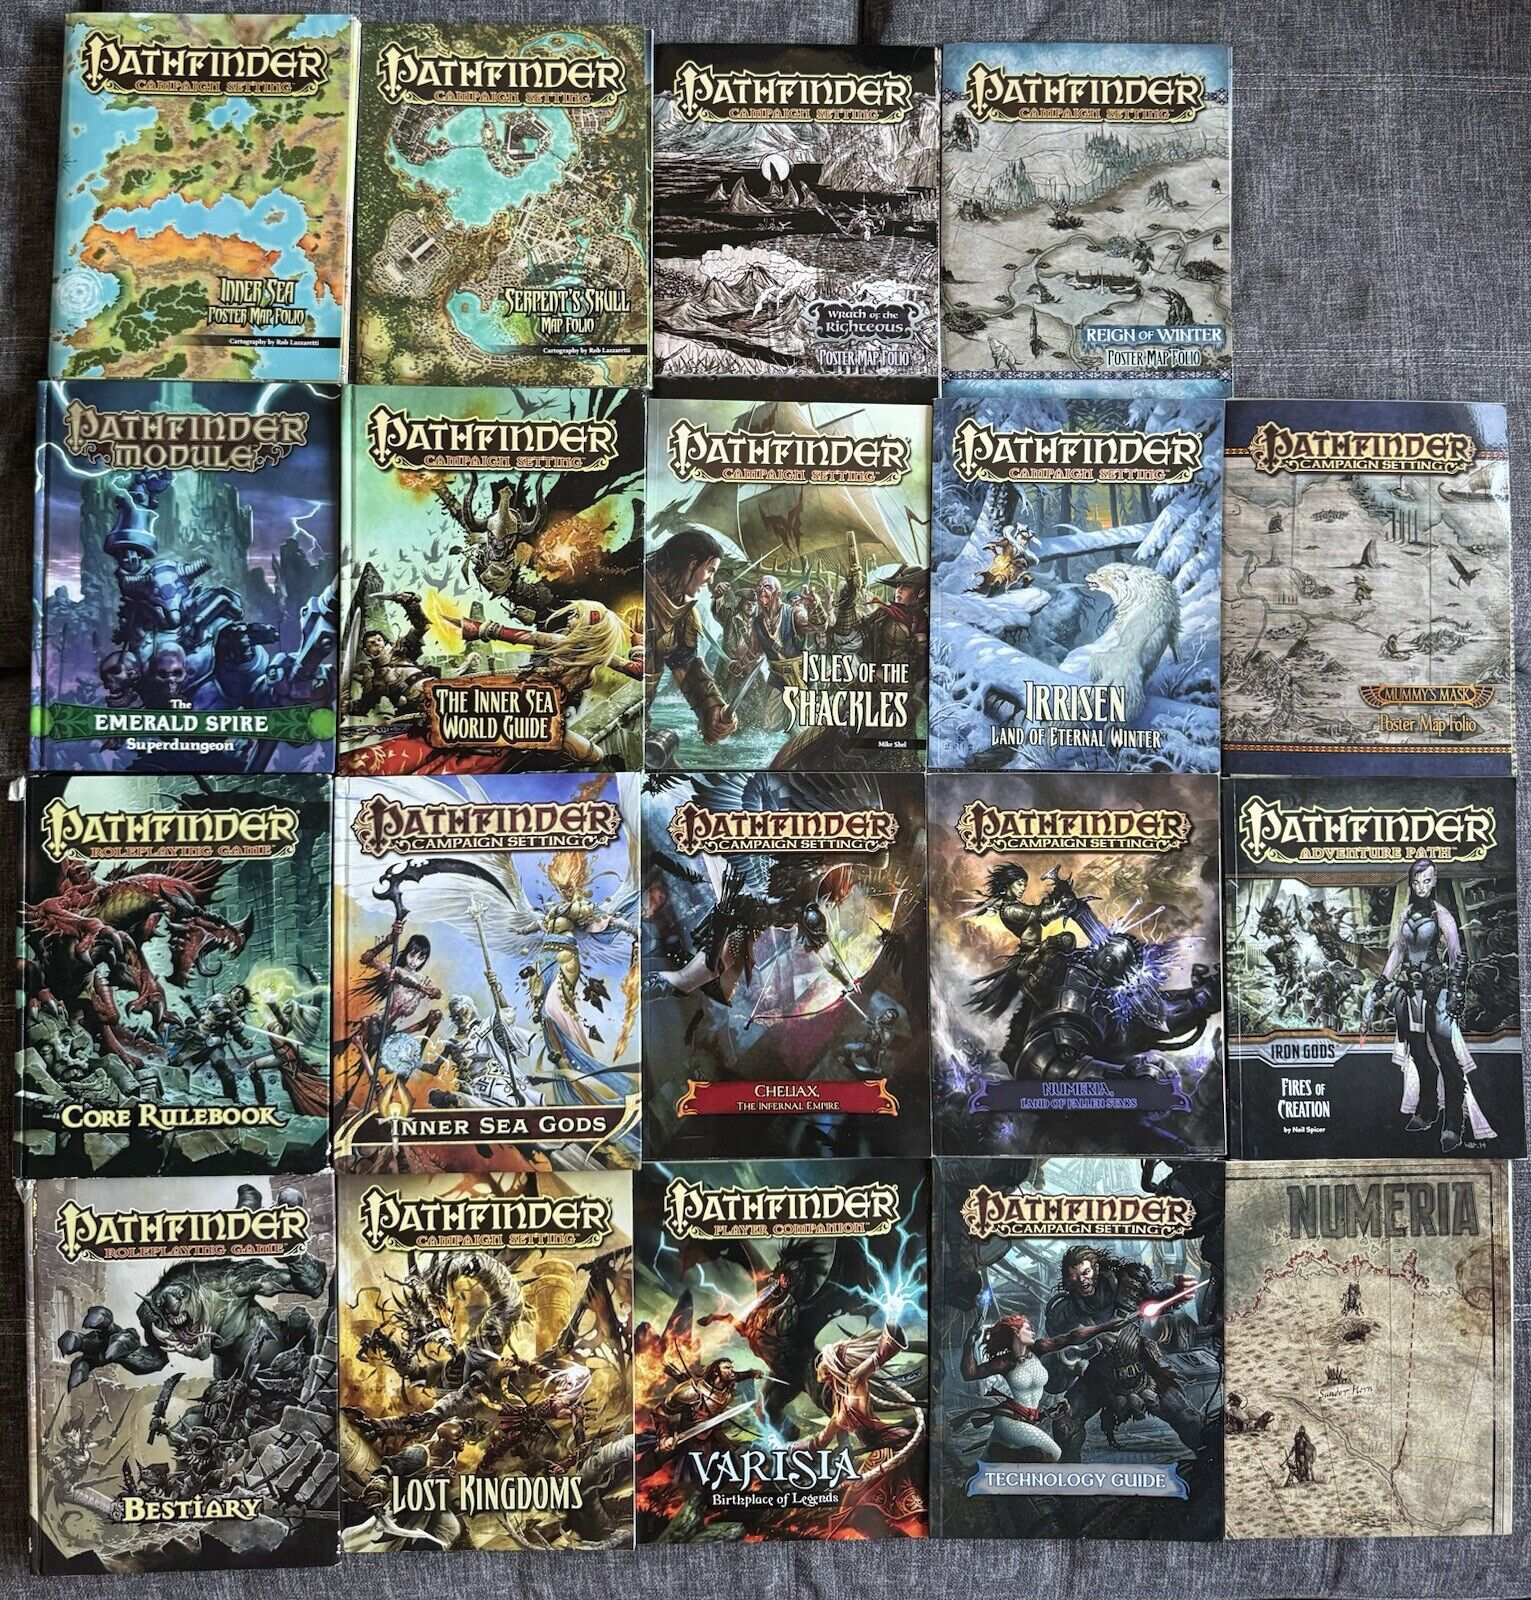 PATHFINDER
CAMPAIGN SETTING
INNER SEA
POSTER MAP FOLIO
Cartography by Rob Lazzaretti
PATHFINDER
CAMPAIGN SETTING
SERPENT'S SKULL
MAP FOLIO
Cartography by Rob Lazzaretti
PATHFINDER
CAMPAIGN SETTING
Wrath of the
Righteous
POSTER MAP FOLIO
PATHFINDER
CAMPAIGN SETTING
REIGN OF WINTER
POSTER MAP FOLIO
PATHFINDER
MODULE
The
EMERALD SPIRE
Superdungeon
PATHFINDER
CAMPAIGN SETTING™
THE INNER SEA
WORLD GUIDE
PATHFINDER
CAMPAIGN SETTING™
ISLES OF THE
SHACKLES
Mike Shel
PATHFINDER
CAMPAIGN SETTING™
IRRISEN
LAND OF ETERNAL WINTER
PATHFINDER
CAMPAIGN SETTING
MUMMY'S MASK
Poster Map Folio
PATHFINDER
ROLEPLAYING GAME
CORE RULEBOOK
PATHFINDER
CAMPAIGN SETTING
INNER SEA GODS
PATHFINDER
CAMPAIGN SETTING
CHELIAX,
THE INFERNAL EMPIRE
PATHFINDER
CAMPAIGN SETTING
NUMERIA,
LAND OF FALLEN STARS
PATHFINDER
ADVENTURE PATH
IRON GODS
FIRES OF
CREATION
by Neil Spicer
PATHFINDER
ROLEPLAYING GAME
BESTIARY
PATHFINDER
CAMPAIGN SETTING™
LOST KINGDOMS
PATHFINDER
PLAYER COMPANION™
VARISIA
Birthplace of Legends
PATHFINDER
CAMPAIGN SETTING
TECHNOLOGY GUIDE
NUMERIA
Sunder Horn